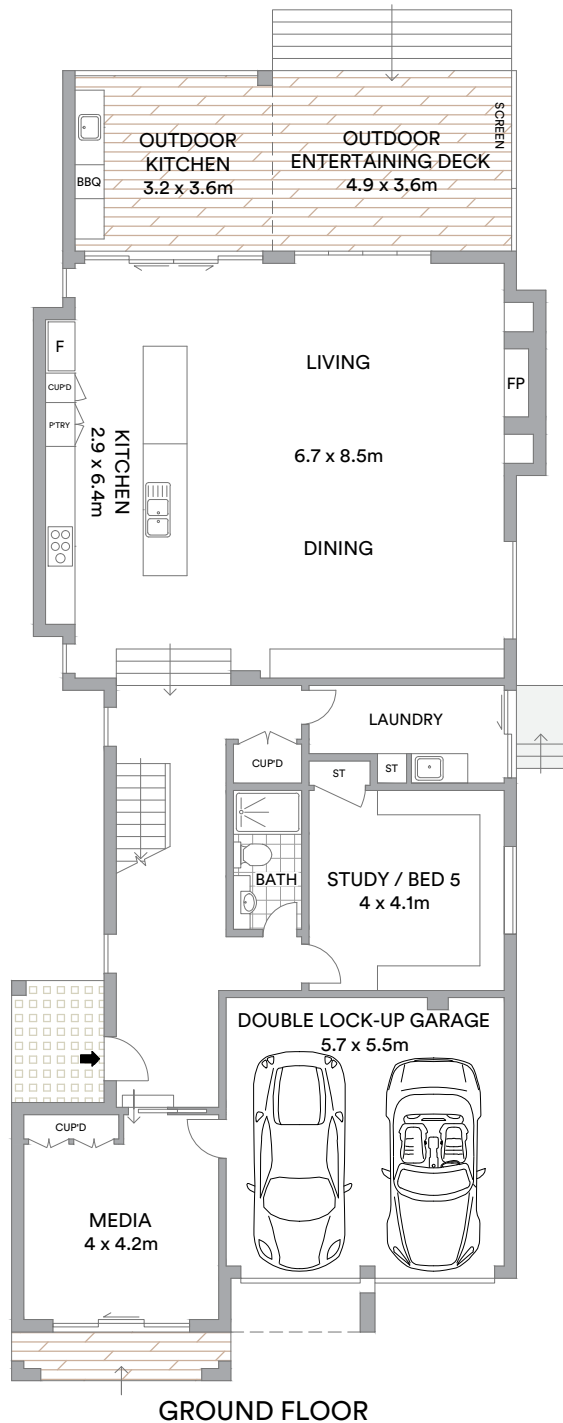 SCREEN
OUTDOOR
KITCHEN
3.2 x 3.6m
OUTDOOR
ENTERTAINING DECK
4.9 x 3.6m
BBQ
F
CUP'D
P'TRY
KITCHEN
2.9 x 6.4m
LIVING
6.7 x 8.5m
DINING
FP
LAUNDRY
CUP'D
ST
ST
BATH
STUDY / BED 5
4 x 4.1m
DOUBLE LOCK-UP GARAGE
5.7 x 5.5m
CUP'D
MEDIA
4 x 4.2m
GROUND FLOOR